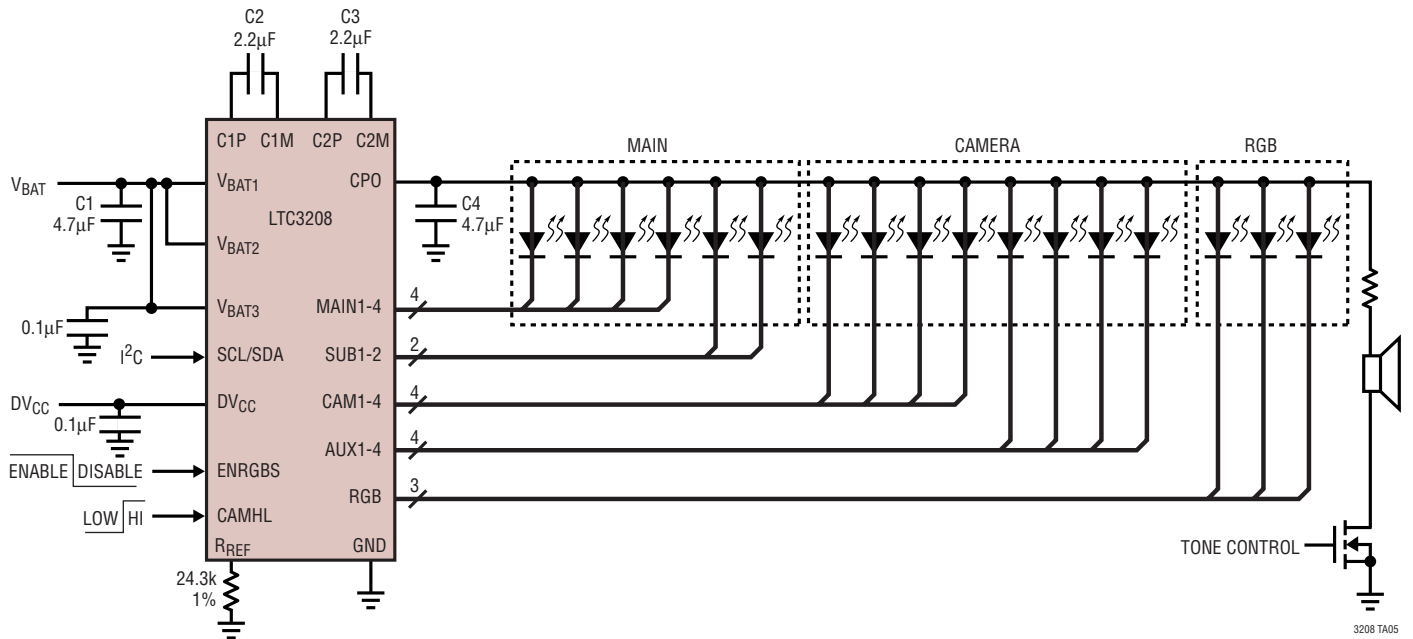 C2
2.2µF
C3
2.2µF
C1P C1M C2P C2M
MAIN
CAMERA
RGB
VBAT
VBAT1
CPO
C1
4.7µF
LTC3208
C4
4.7µF
VBAT2
VBAT3
MAIN1-4
4
0.1µF
I2C
SCL/SDA
SUB1-2
2
DVCC
DVCC
CAM1-4
4
0.1µF
AUX1-4
4
ENABLE DISABLE
ENRGBS
RGB
3
LOW HI
CAMHL
RREF
GND
TONE CONTROL
24.3k
1%
3208 TA05